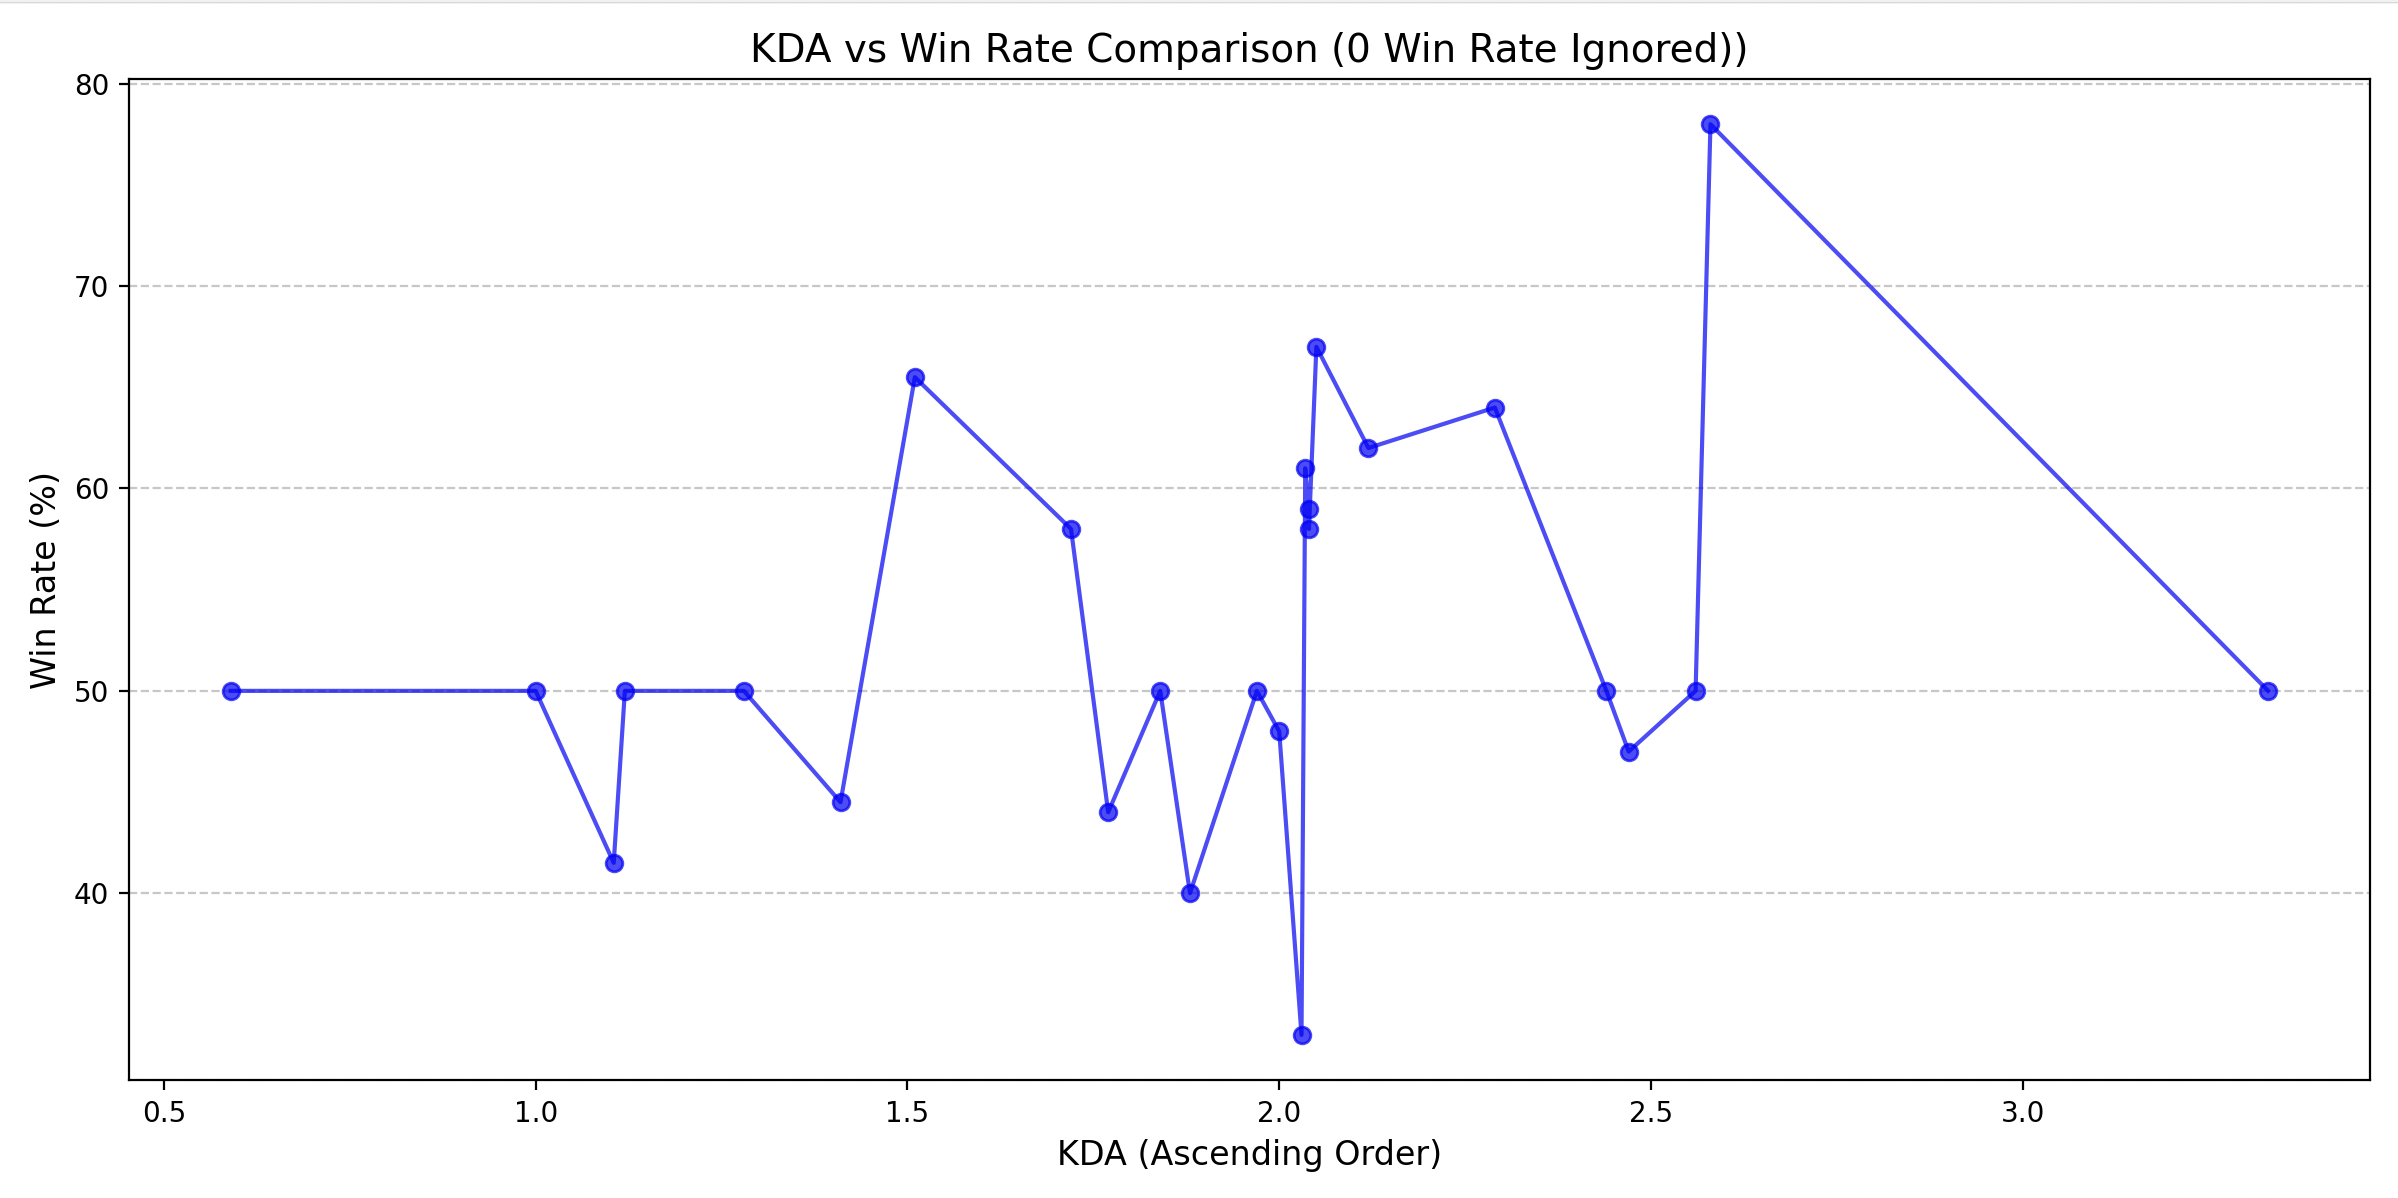 KDA vs Win Rate Comparison (0 Win Rate Ignored))
80
70
60
50
40
Win Rate (%)
0.5 1.0 1.5 2.0 2.5 3.0
KDA (Ascending Order)